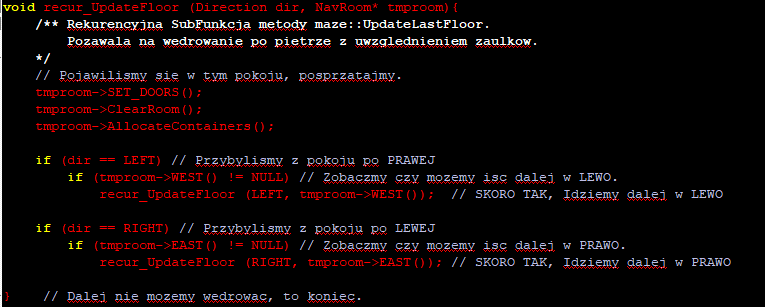 void recur_UpdateFloor (Direction dir, NavRoom* tmproom){
/** Rekurencyjna SubFunkcja metody maze::UpdateLastFloor.
Pozawala na wedrowanie po pietrze z uwzglednieniem zaulkow.
*/
// Pojawilismy sie w tym pokoju, posprzatajmy.
tmproom->SET_DOORS();
tmproom->ClearRoom();
tmproom->AllocateContainers();
if (dir == LEFT) // Przybylismy z pokoju po PRAWEJ
if (tmproom->WEST() != NULL) // Zobaczmy czy mozemy isc dalej w LEWO.
recur_UpdateFloor (LEFT, tmproom->WEST()); // SKORO TAK, Idziemy dalej w LEWO
if (dir == RIGHT) // Przybylismy z pokoju po LEWEJ
if (tmproom->EAST() != NULL) // Zobaczmy czy mozemy isc dalej w PRAWO.
recur_UpdateFloor (RIGHT, tmproom->EAST()); // SKORO TAK, Idziemy dalej w PRAWO
} // Dalej nie mozemy wedrowac, to koniec.